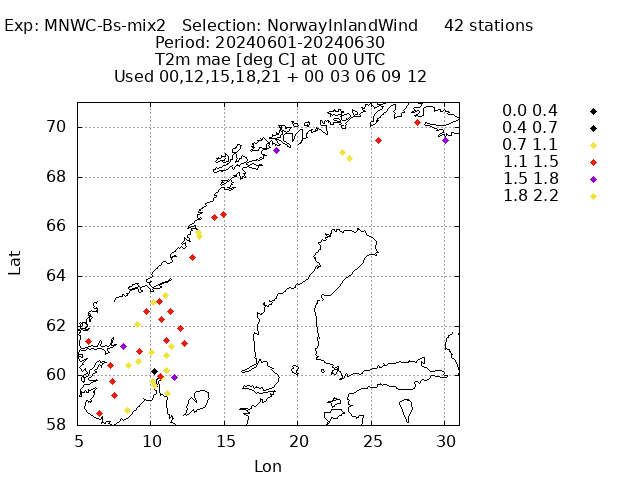 Exp: MNWC-Bs-mix2   Selection: NorwayInlandWind     42 stations
Period: 20240601-20240630
T2m mae [deg C] at  00 UTC
Used 00,12,15,18,21 + 00 03 06 09 12
0.0 0.4
0.4 0.7
0.7 1.1
1.1 1.5
1.5 1.8
1.8 2.2
70
68
66
64
62
60
58
Lat
5 10 15 20 25 30
Lon